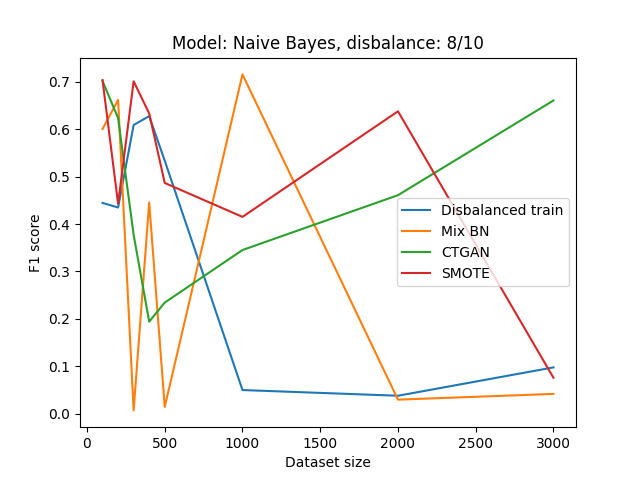 Model: Naive Bayes, disbalance: 8/10
0.7
0.6
0.5
0.4
0.3
0.2
0.1
0.0
F1 score
Disbalanced train
Mix BN
CTGAN
SMOTE
0
500
1000
1500
2000
2500
3000
Dataset size